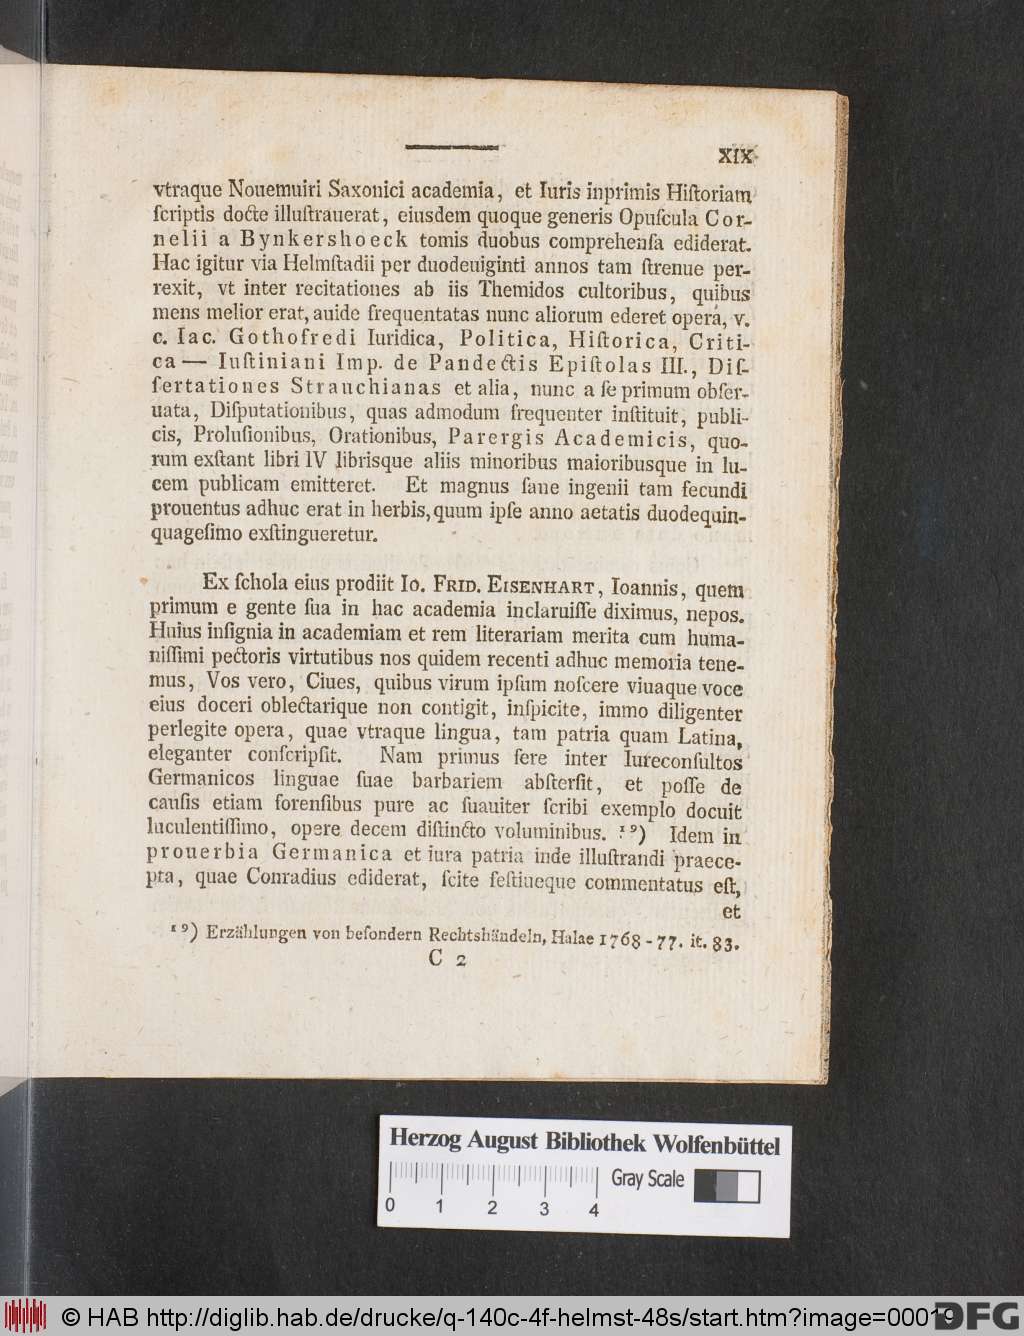 XIX
vtraque Nouemuiri Saxonici academia, et Iuris inprimis Hiſtoriam
ſcriptis docte illuſtrauerat, eiusdem quoque generis Opuſcula Cor-
nelii a Bynkershoeck tomis duobus comprehenſa ediderat.
Hac igitur via Helmſtadii per duodeuiginti annos tam ſtrenue per-
rexit, vt inter recitationes ab iis Themidos cultoribus, quibus
mens melior erat, auide frequentatas nunc aliorum ederet opera, v.
c. Iac. Gothofredi Iuridica, Politica, Hiſtorica, Criti-
ca — Iuſtiniani Imp. de Pandectis Epiſtolas III., Diſ-
ſertationes Strauchianas et alia, nunc a ſe primum obſer-
uata, Diſputationibus, quas admodum frequenter inſtituit, publi-
cis, Proluſionibus, Orationibus, Parergis Academicis, quo-
rum exſtant libri IV librisque aliis minoribus maioribusque in lu-
cem publicam emitteret. Et magnus ſane ingenii tam fecundi
prouentus adhuc erat in herbis, quum ipſe anno aetatis duodequin-
quageſimo exſtingueretur.
Ex ſchola eius prodiit Io. Frid. Eisenhart, Ioannis, quem
primum e gente ſua in hac academia inclaruiſſe diximus, nepos.
Huius inſignia in academiam et rem literariam merita cum huma-
niſſimi pectoris virtutibus nos quidem recenti adhuc memoria tene-
mus, Vos vero, Ciues, quibus virum ipſum noſcere viuaque voce
eius doceri oblectarique non contigit, inſpicite, immo diligenter
perlegite opera, quae vtraque lingua, tam patria quam Latina,
eleganter conſcripſit. Nam primus fere inter Iureconſultos
Germanicos linguae ſuae barbariem abſterſit, et poſſe de
cauſis etiam forenſibus pure ac ſuauiter ſcribi exemplo docuit
luculentiſſimo, opere decem diſtincto voluminibus. ¹⁹) Idem in
prouerbia Germanica et iura patria inde illuſtrandi praece-
pta, quae Conradius ediderat, ſcite feſtiueque commentatus eſt,
et
¹⁹) Erzählungen von beſondern Rechtshändeln, Halae 1768-77. it. 83.
C 2
Herzog August Bibliothek Wolfenbüttel
Gray Scale
0 1 2 3 4
© HAB http://diglib.hab.de/drucke/q-140c-4f-helmst-48s/start.htm?image=00019
DFG